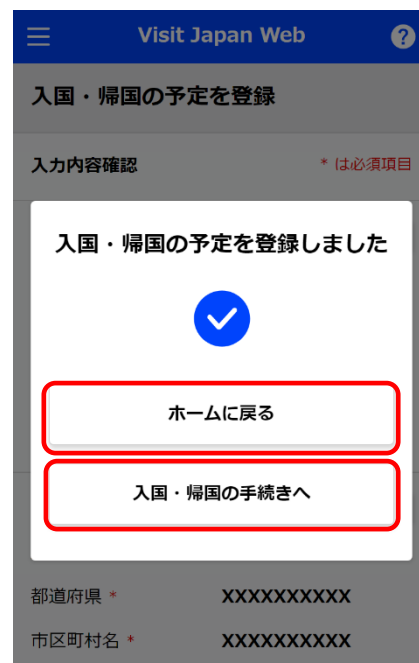 Visit Japan Web ?
入国・帰国の予定を登録
入力内容確認 * は必須項目
入国・帰国の予定を登録しました
ホームに戻る
入国・帰国の手続きへ
都道府県 * XXXXXXXXXX
市区町村名 * XXXXXXXXXX